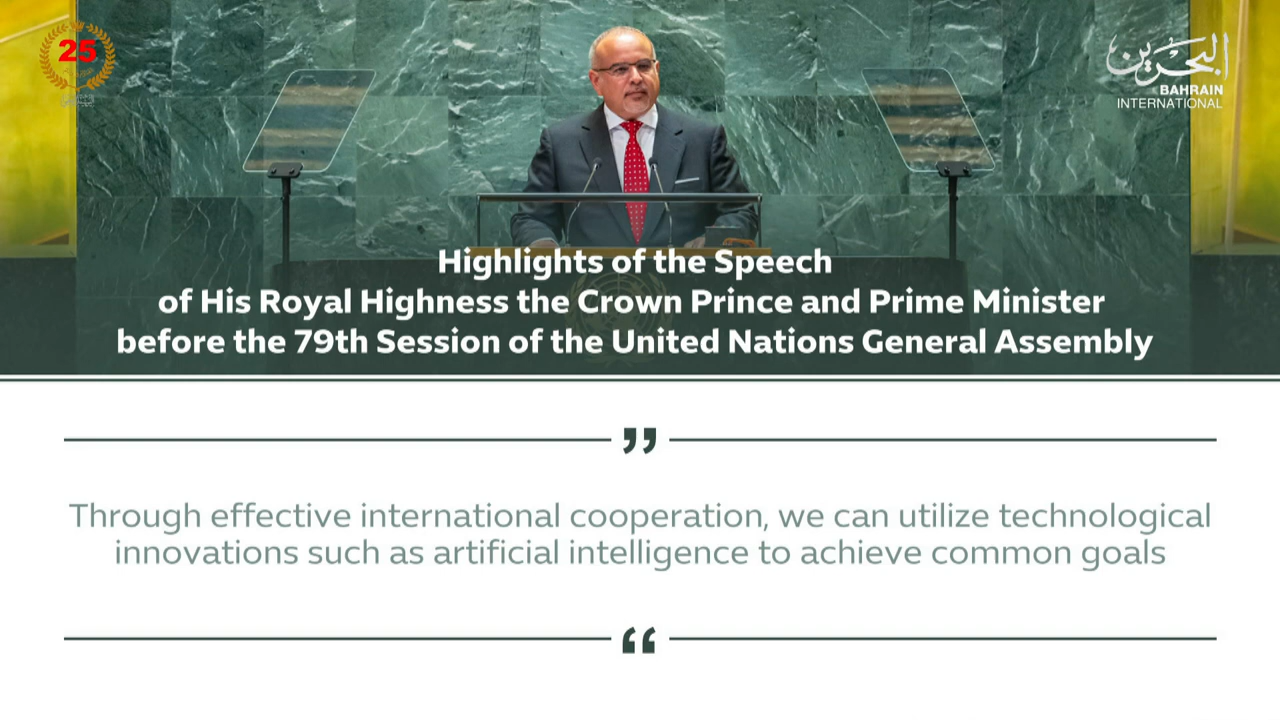 25
البحرين
BAHRAIN
INTERNATIONAL
Highlights of the Speech
of His Royal Highness the Crown Prince and Prime Minister
before the 79th Session of the United Nations General Assembly
”
Through effective international cooperation, we can utilize technological
innovations such as artificial intelligence to achieve common goals
“